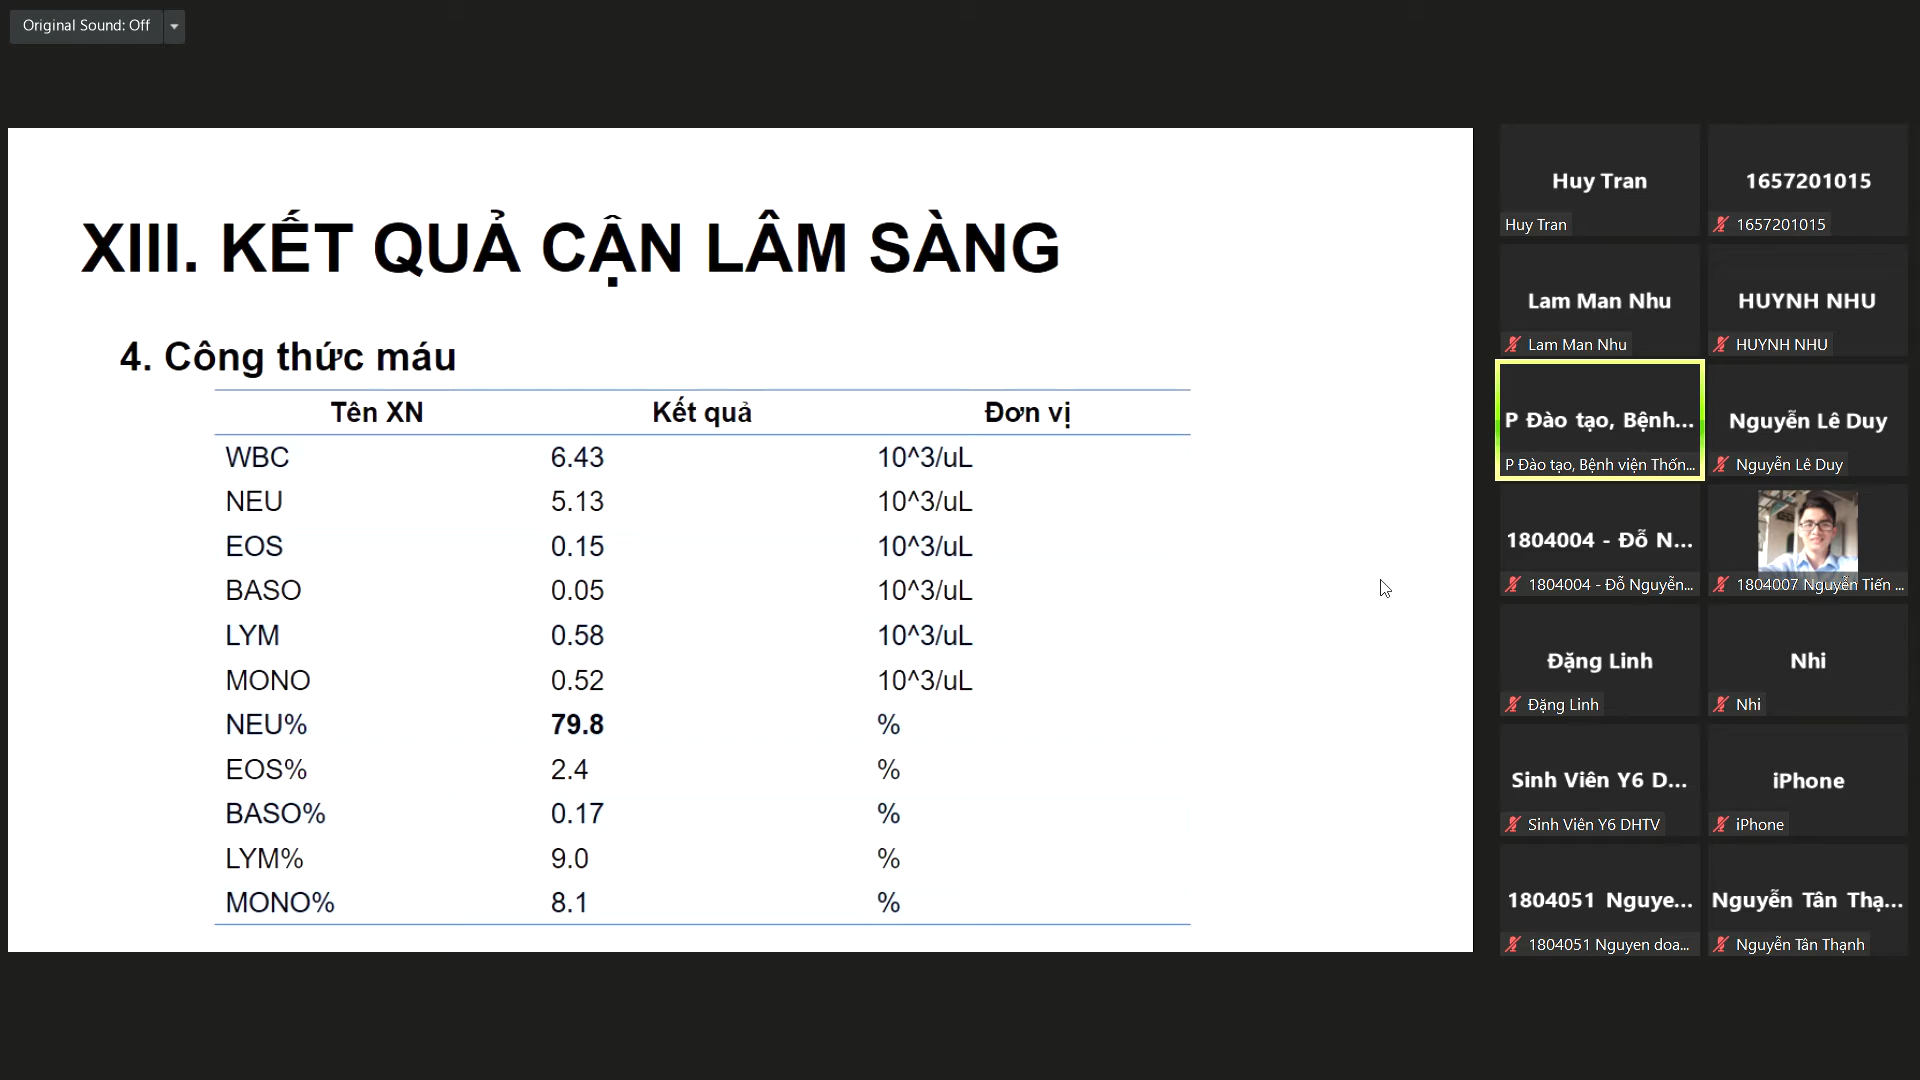 Original Sound: Off
XIII. KẾT QUẢ CẬN LÂM SÀNG
4. Công thức máu
Tên XN Kết quả Đơn vị
WBC 6.43 10^3/uL
NEU 5.13 10^3/uL
EOS 0.15 10^3/uL
BASO 0.05 10^3/uL
LYM 0.58 10^3/uL
MONO 0.52 10^3/uL
NEU% 79.8 %
EOS% 2.4 %
BASO% 0.17 %
LYM% 9.0 %
MONO% 8.1 %
Huy Tran
Huy Tran
1657201015
1657201015
Lam Man Nhu
Lam Man Nhu
HUYNH NHU
HUYNH NHU
P Đào tạo, Bệnh...
P Đào tạo, Bệnh viện Thốn...
Nguyễn Lê Duy
Nguyễn Lê Duy
1804004 - Đỗ N...
1804004 - Đỗ Nguyễn...
1804007 Nguyễn Tiến ...
Đặng Linh
Đặng Linh
Nhi
Nhi
Sinh Viên Y6 D...
Sinh Viên Y6 DHTV
iPhone
iPhone
1804051 Nguye...
1804051 Nguyen doa...
Nguyễn Tân Thạ...
Nguyễn Tân Thạnh